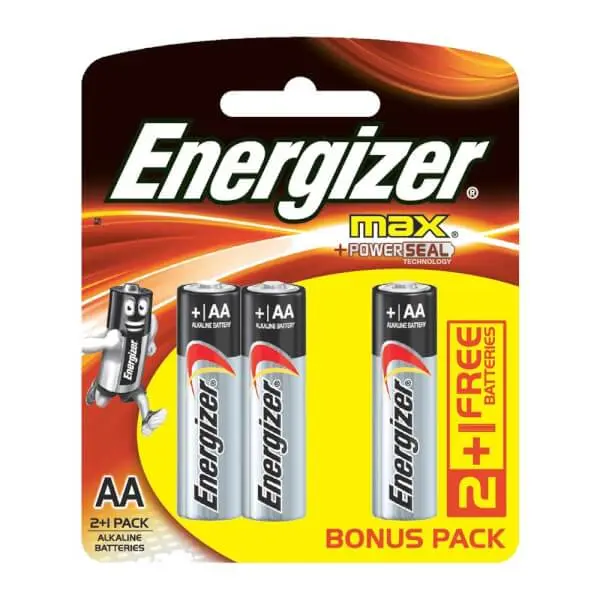 Energizer®
max®
+POWERSEAL
TECHNOLOGY
+|AA
ALKALINE BATTERY
Energizer®
+|AA
ALKALINE BATTERY
Energizer®
+|AA
ALKALINE BATTERY
Energizer®
Energizer
2+1 FREE
BATTERIES
AA
2+1 PACK
ALKALINE
BATTERIES
BONUS PACK